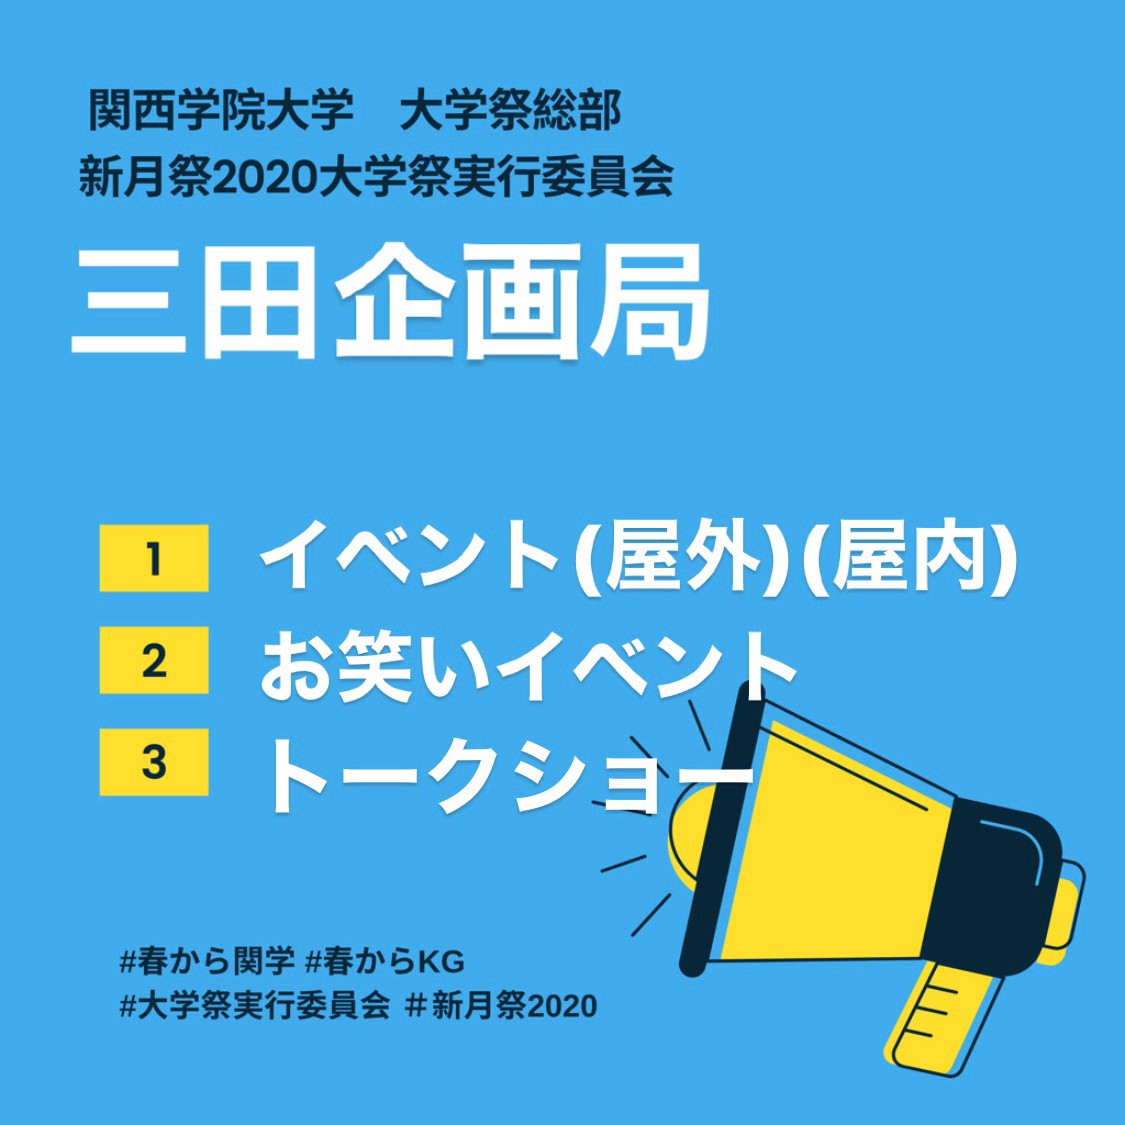 関西学院大学　大学祭総部
新月祭2020大学祭実行委員会
三田企画局
1 イベント(屋外)(屋内)
2 お笑いイベント
3 トークショー
#春から関学 #春からKG
#大学祭実行委員会 ＃新月祭2020